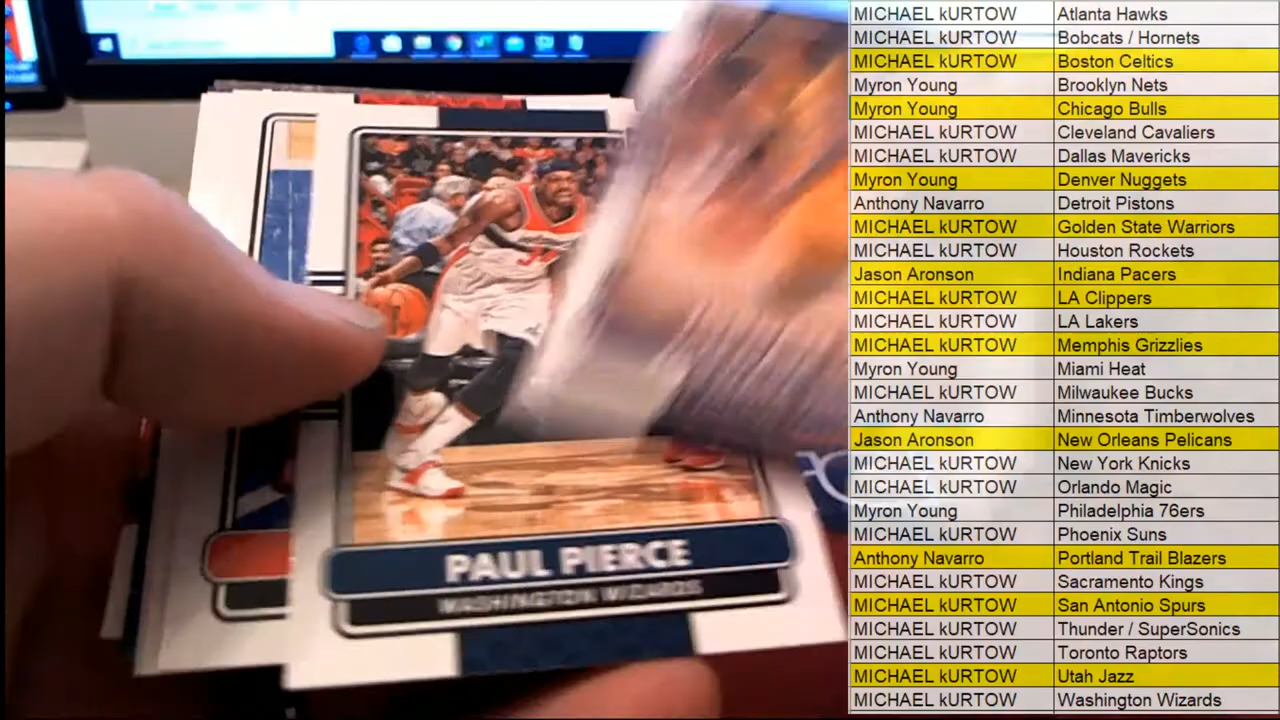 PAUL PIERCE
WASHINGTON WIZARDS
MICHAEL kURTOW Atlanta Hawks
MICHAEL kURTOW Bobcats / Hornets
MICHAEL kURTOW Boston Celtics
Myron Young Brooklyn Nets
Myron Young Chicago Bulls
MICHAEL kURTOW Cleveland Cavaliers
MICHAEL kURTOW Dallas Mavericks
Myron Young Denver Nuggets
Anthony Navarro Detroit Pistons
MICHAEL kURTOW Golden State Warriors
MICHAEL kURTOW Houston Rockets
Jason Aronson Indiana Pacers
MICHAEL kURTOW LA Clippers
MICHAEL kURTOW LA Lakers
MICHAEL kURTOW Memphis Grizzlies
Myron Young Miami Heat
MICHAEL kURTOW Milwaukee Bucks
Anthony Navarro Minnesota Timberwolves
Jason Aronson New Orleans Pelicans
MICHAEL kURTOW New York Knicks
MICHAEL kURTOW Orlando Magic
Myron Young Philadelphia 76ers
MICHAEL kURTOW Phoenix Suns
Anthony Navarro Portland Trail Blazers
MICHAEL kURTOW Sacramento Kings
MICHAEL kURTOW San Antonio Spurs
MICHAEL kURTOW Thunder / SuperSonics
MICHAEL kURTOW Toronto Raptors
MICHAEL kURTOW Utah Jazz
MICHAEL kURTOW Washington Wizards